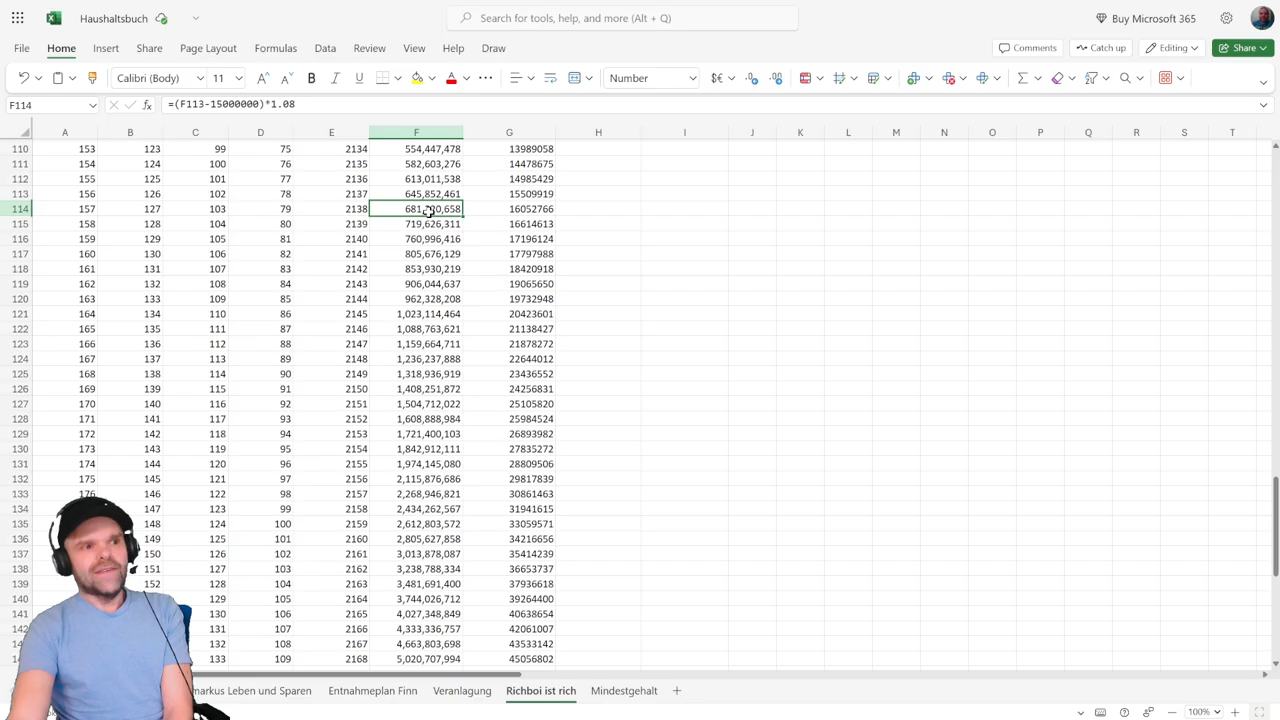 Haushaltsbuch
Search for tools, help, and more (Alt + Q)
Buy Microsoft 365
File Home Insert Share Page Layout Formulas Data Review View Help Draw
Comments Catch up Editing Share
Calibri (Body) 11 B I U A Number $€
F114 fx =(F113-15000000)*1.08
A B C D E F G H I J K L M N O P Q R S T
110 153 123 99 75 2134 554,447,478 13989058
111 154 124 100 76 2135 582,603,276 14478675
112 155 125 101 77 2136 613,011,538 14985429
113 156 126 102 78 2137 645,852,461 15509919
114 157 127 103 79 2138 16052766
115 158 128 104 80 2139 719,626,311 16614613
116 159 129 105 81 2140 760,996,416 17196124
117 160 130 106 82 2141 805,676,129 17797988
118 161 131 107 83 2142 853,930,219 18420918
119 162 132 108 84 2143 906,044,637 19065650
120 163 133 109 85 2144 962,328,208 19732948
121 164 134 110 86 2145 1,023,114,464 20423601
122 165 135 111 87 2146 1,088,763,621 21138427
123 166 136 112 88 2147 1,159,664,711 21878272
124 167 137 113 89 2148 1,236,237,888 22644012
125 168 138 114 90 2149 1,318,936,919 23436552
126 169 139 115 91 2150 1,408,251,872 24256831
127 170 140 116 92 2151 1,504,712,022 25105820
128 171 141 117 93 2152 1,608,888,984 25984524
129 172 142 118 94 2153 1,721,400,103 26893982
130 173 143 119 95 2154 1,842,912,111 27835272
131 174 144 120 96 2155 1,974,145,080 28809506
132 175 145 121 97 2156 2,115,876,686 29817839
133 176 146 122 98 2157 2,268,946,821 30861463
134 147 123 99 2158 2,434,262,567 31941615
135 148 124 100 2159 2,612,803,572 33059571
136 149 125 101 2160 2,805,627,858 34216656
137 150 126 102 2161 3,013,878,087 35414239
138 151 127 103 2162 3,238,788,334 36653737
139 152 128 104 2163 3,481,691,400 37936618
140 129 105 2164 3,744,026,712 39264400
141 130 106 2165 4,027,348,849 40638654
142 131 107 2166 4,333,336,757 42061007
132 108 2167 4,663,803,698 43533142
133 109 2168 5,020,707,994 45056802
markus Leben und Sparen Entnahmeplan Finn Veranlagung Richboi ist rich Mindestgehalt
100%